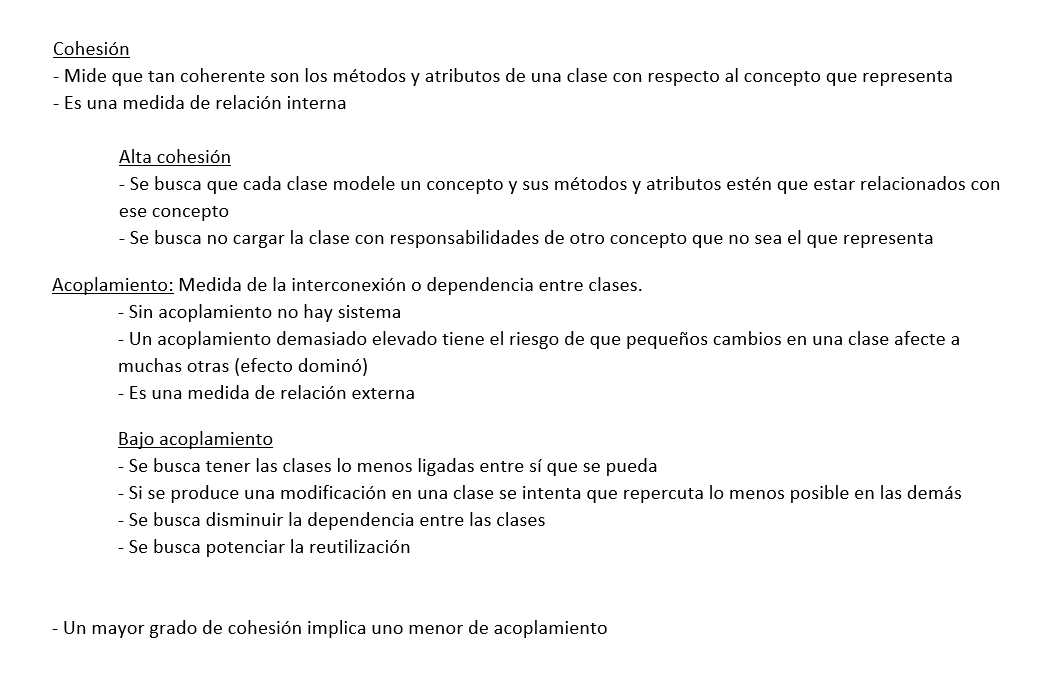 Cohesión
- Mide que tan coherente son los métodos y atributos de una clase con respecto al concepto que representa
- Es una medida de relación interna
Alta cohesión
- Se busca que cada clase modele un concepto y sus métodos y atributos estén que estar relacionados con
ese concepto
- Se busca no cargar la clase con responsabilidades de otro concepto que no sea el que representa
Acoplamiento: Medida de la interconexión o dependencia entre clases.
- Sin acoplamiento no hay sistema
- Un acoplamiento demasiado elevado tiene el riesgo de que pequeños cambios en una clase afecte a
muchas otras (efecto dominó)
- Es una medida de relación externa
Bajo acoplamiento
- Se busca tener las clases lo menos ligadas entre sí que se pueda
- Si se produce una modificación en una clase se intenta que repercuta lo menos posible en las demás
- Se busca disminuir la dependencia entre las clases
- Se busca potenciar la reutilización
- Un mayor grado de cohesión implica uno menor de acoplamiento